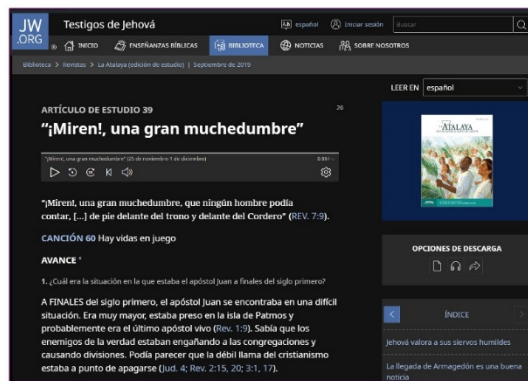 JW
.ORG
Testigos de Jehová
español
Iniciar sesión
Buscar
INICIO
ENSEÑANZAS BÍBLICAS
BIBLIOTECA
NOTICIAS
SOBRE NOSOTROS
Biblioteca > Revistas > La Atalaya (edición de estudio) | Septiembre de 2019
LEER EN español
ARTÍCULO DE ESTUDIO 39
26
“¡Miren!, una gran muchedumbre”
“¡Miren!, una gran muchedumbre” (25 de noviembre-1 de diciembre)
“¡Miren!, una gran muchedumbre, que ningún hombre podía
contar, [...] de pie delante del trono y delante del Cordero” (REV. 7:9).
CANCIÓN 60 Hay vidas en juego
AVANCE *
1. ¿Cuál era la situación en la que estaba el apóstol Juan a finales del siglo primero?
A FINALES del siglo primero, el apóstol Juan se encontraba en una difícil
situación. Era muy mayor, estaba preso en la isla de Patmos y
probablemente era el último apóstol vivo (Rev. 1:9). Sabía que los
enemigos de la verdad estaban engañando a las congregaciones y
causando divisiones. Podía parecer que la débil llama del cristianismo
estaba a punto de apagarse (Jud. 4; Rev. 2:15, 20; 3:1, 17).
ATALAYA
OPCIONES DE DESCARGA
ÍNDICE
Jehová valora a sus siervos humildes
La llegada de Armagedón es una buena
noticia